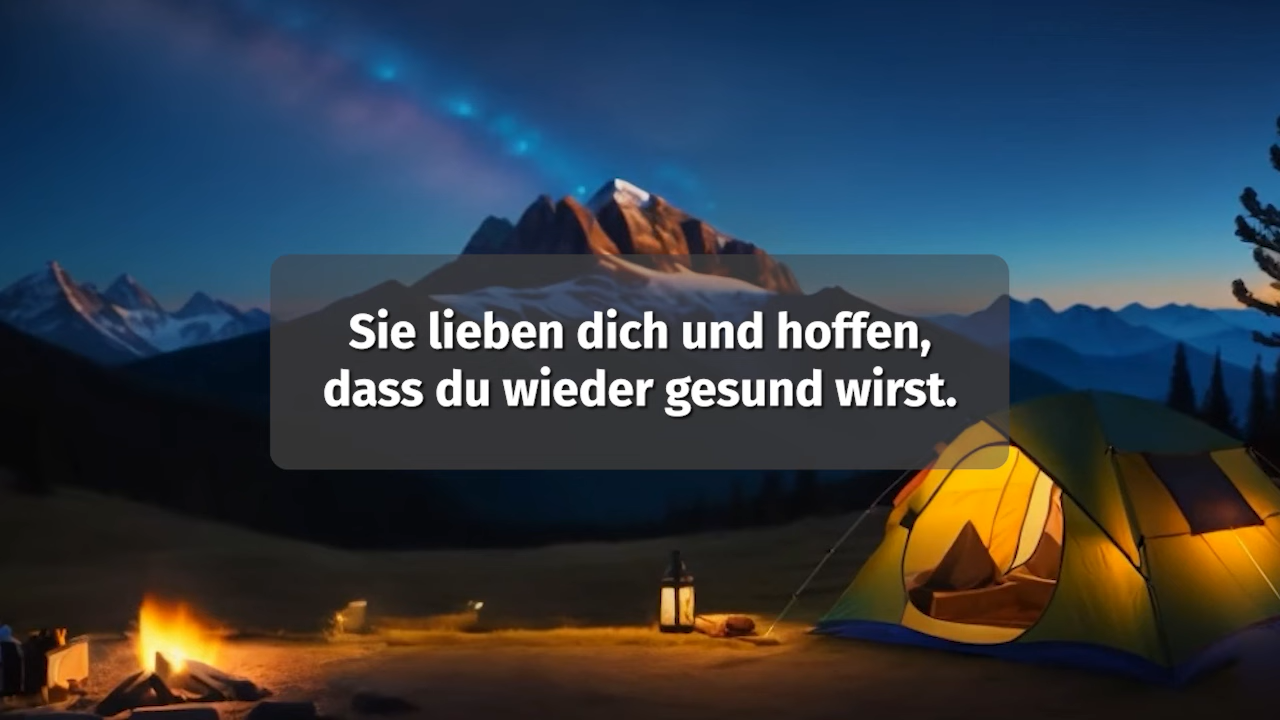 Sie lieben dich und hoffen,
dass du wieder gesund wirst.